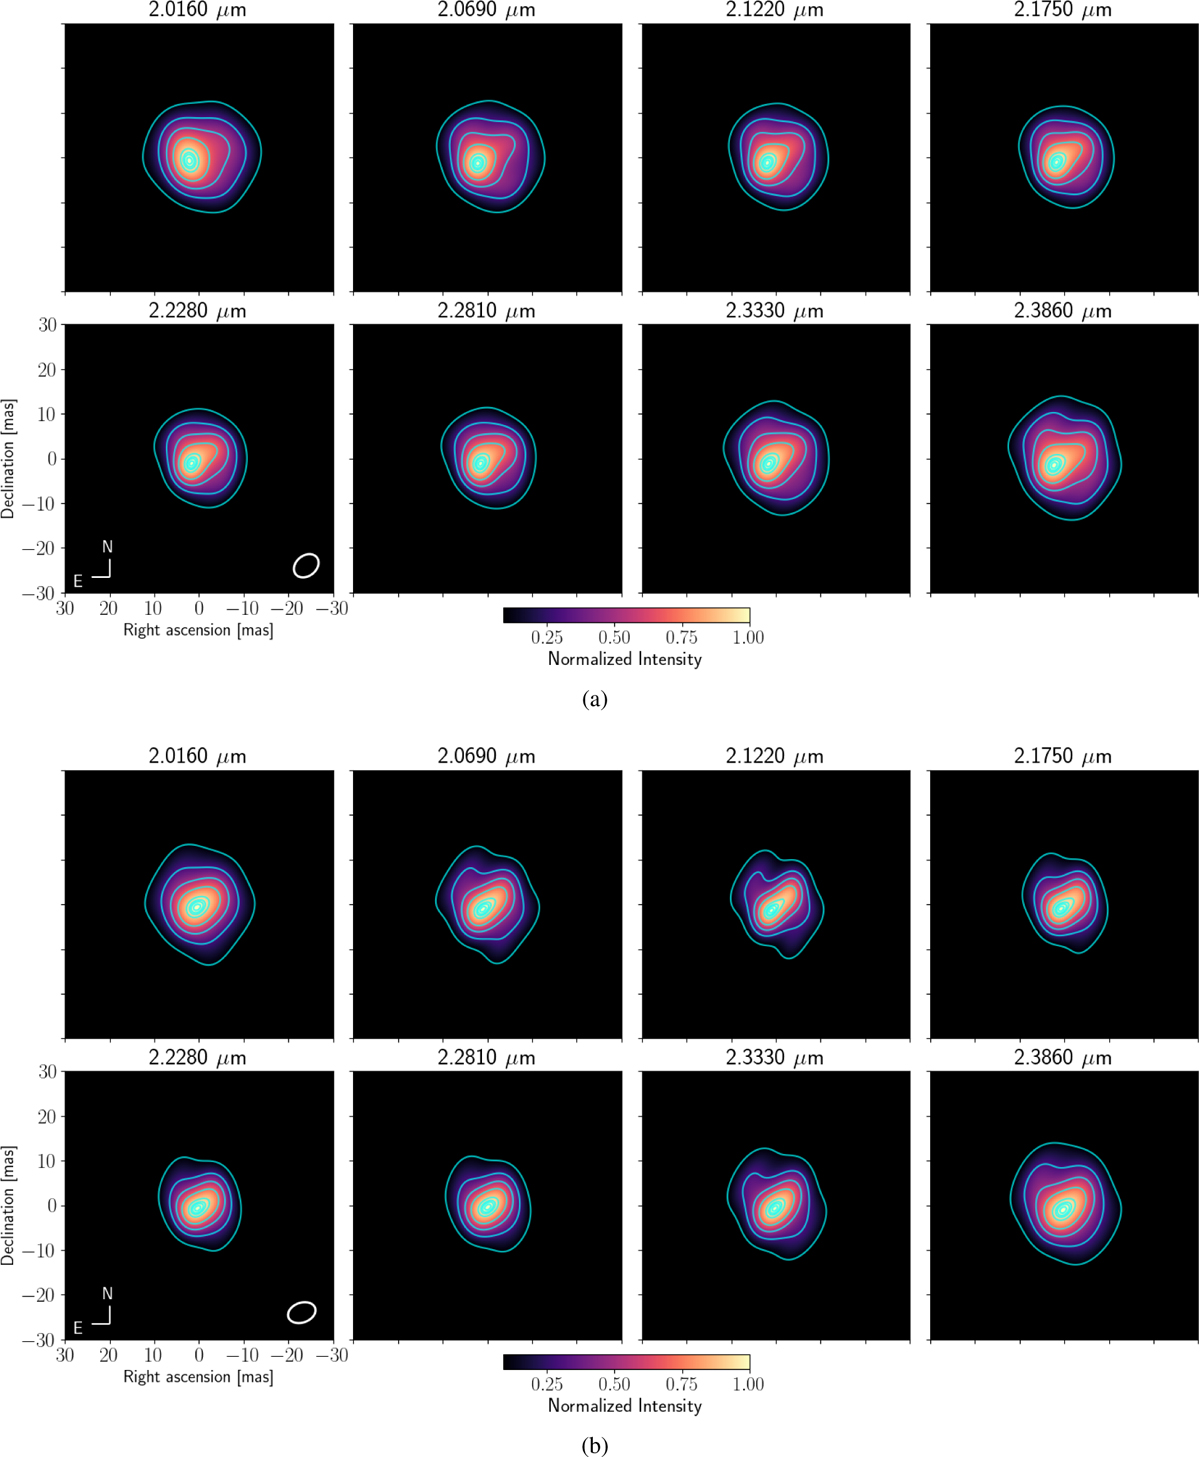 2.0160 μm 2.0690 μm 2.1220 μm 2.1750 μm
2.2280 μm 2.2810 μm 2.3330 μm 2.3860 μm
30
20
10
0
−10
−20
−30
Declination [mas]
N
E
30 20 10 0 −10 −20 −30
Right ascension [mas]
0.25 0.50 0.75 1.00
Normalized Intensity
(a)
2.0160 μm 2.0690 μm 2.1220 μm 2.1750 μm
2.2280 μm 2.2810 μm 2.3330 μm 2.3860 μm
30
20
10
0
−10
−20
−30
Declination [mas]
N
E
30 20 10 0 −10 −20 −30
Right ascension [mas]
0.25 0.50 0.75 1.00
Normalized Intensity
(b)